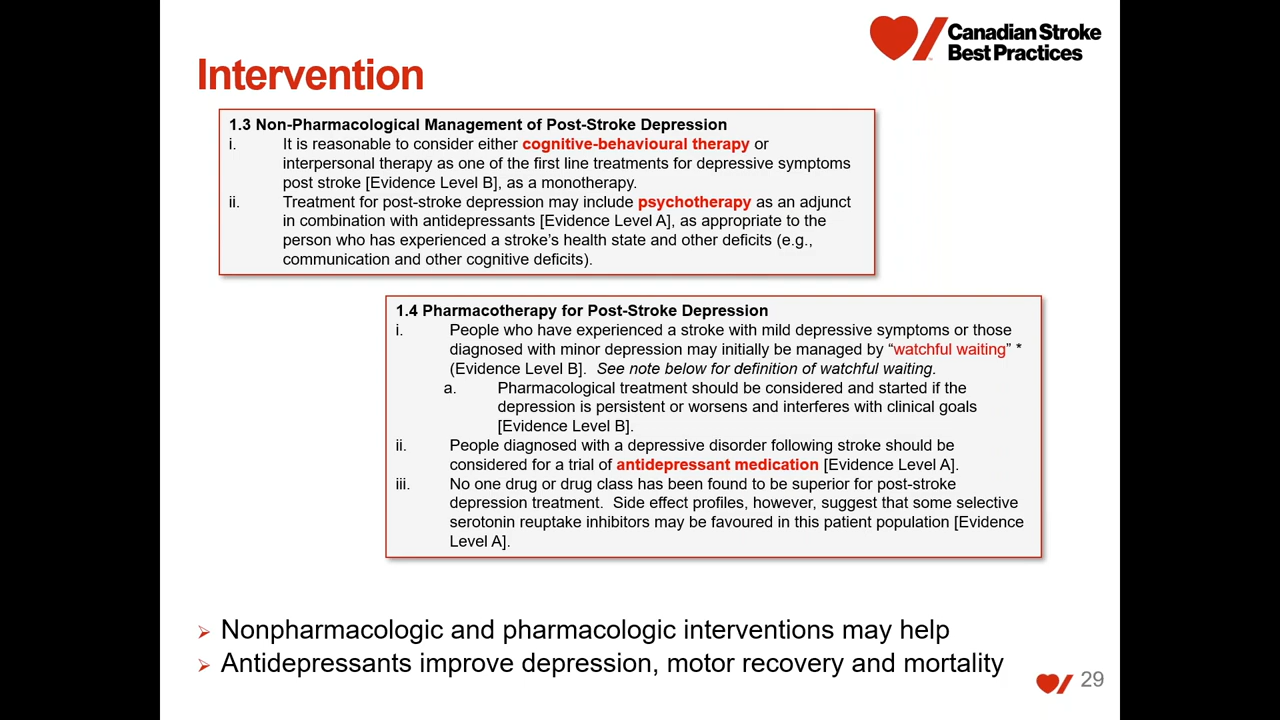 Canadian Stroke
Best Practices
Intervention
1.3 Non-Pharmacological Management of Post-Stroke Depression
i. It is reasonable to consider either cognitive-behavioural therapy or
interpersonal therapy as one of the first line treatments for depressive symptoms
post stroke [Evidence Level B], as a monotherapy.
ii. Treatment for post-stroke depression may include psychotherapy as an adjunct
in combination with antidepressants [Evidence Level A], as appropriate to the
person who has experienced a stroke's health state and other deficits (e.g.,
communication and other cognitive deficits).
1.4 Pharmacotherapy for Post-Stroke Depression
i. People who have experienced a stroke with mild depressive symptoms or those
diagnosed with minor depression may initially be managed by “watchful waiting” *
(Evidence Level B]. See note below for definition of watchful waiting.
a. Pharmacological treatment should be considered and started if the
depression is persistent or worsens and interferes with clinical goals
[Evidence Level B].
ii. People diagnosed with a depressive disorder following stroke should be
considered for a trial of antidepressant medication [Evidence Level A].
iii. No one drug or drug class has been found to be superior for post-stroke
depression treatment. Side effect profiles, however, suggest that some selective
serotonin reuptake inhibitors may be favoured in this patient population [Evidence
Level A].
➢ Nonpharmacologic and pharmacologic interventions may help
➢ Antidepressants improve depression, motor recovery and mortality
29